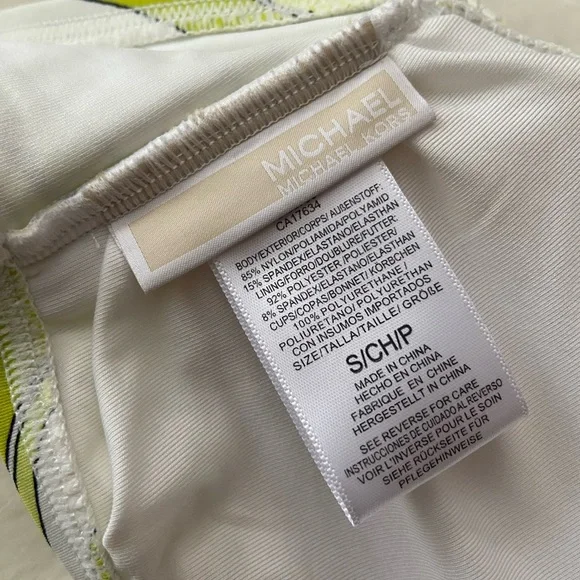 MICHAEL
MICHAEL KORS
CA17634
BODY/EXTERIOR/CORPS/ AUßENSTOFF:
85% NYLON/POLIAMIDA/POLYAMID
15% SPANDEX/ELASTANO/ELASTHAN
LINING/FORRO/DOUBLURE/FUTTER:
92% POLYESTER /POLIESTER/
8% SPANDEX/ELASTANO/ELASTHAN
CUPS/COPAS/BONNET/ KÖRBCHEN
100% POLYURETHANE /
POLIURETANO/ POLYURETHAN
CON INSUMOS IMPORTADOS
SIZE/TALLA/TAILLE/ GRÖßE
S/CH/P
MADE IN CHINA
HECHO EN CHINA
FABRIQUE EN CHINE
HERGESTELLT IN CHINA
SEE REVERSE FOR CARE
INSTRUCCIONES DE CUIDADO AL REVERSO
VOIR L'INVERSE POUR LE SOIN
SIEHE RÜCKSEITE FÜR
PFLEGEHINWEISE